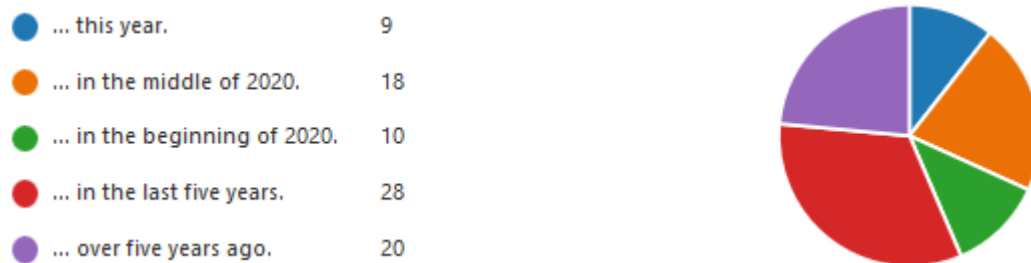 ... this year. 9
... in the middle of 2020. 18
... in the beginning of 2020. 10
... in the last five years. 28
... over five years ago. 20